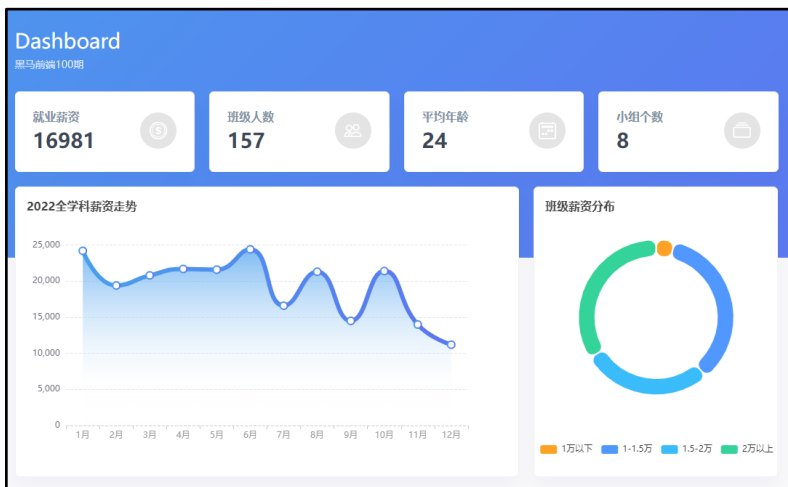 Dashboard
黑马前端100期
就业薪资
16981
班级人数
157
平均年龄
24
小组个数
8
2022全学科薪资走势
25,000
20,000
15,000
10,000
5,000
0
1月 2月 3月 4月 5月 6月 7月 8月 9月 10月 11月 12月
班级薪资分布
1万以下 1-1.5万 1.5-2万 2万以上